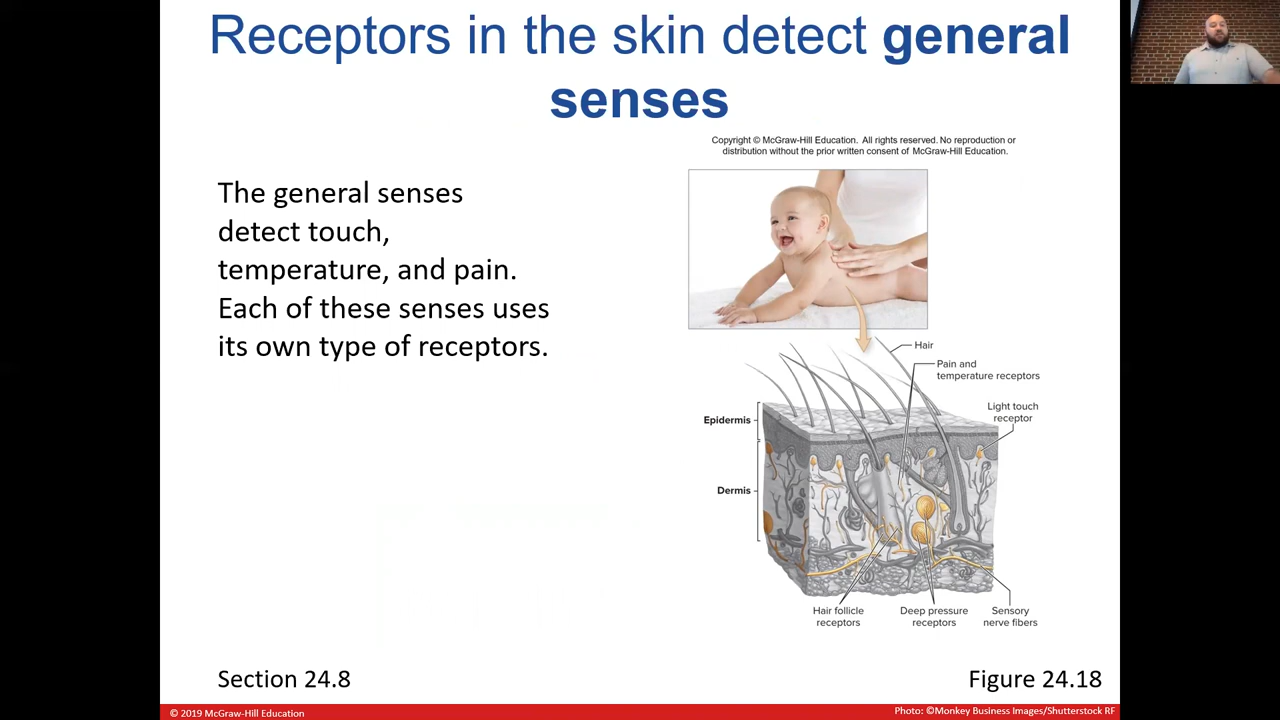 Receptors in the skin detect general
senses
Copyright © McGraw-Hill Education. All rights reserved. No reproduction or
distribution without the prior written consent of McGraw-Hill Education.
The general senses
detect touch,
temperature, and pain.
Each of these senses uses
its own type of receptors.
Hair
Pain and
temperature receptors
Light touch
receptor
Epidermis
Dermis
Hair follicle
receptors
Deep pressure
receptors
Sensory
nerve fibers
Section 24.8
Figure 24.18
© 2019 McGraw-Hill Education
Photo: ©Monkey Business Images/Shutterstock RF